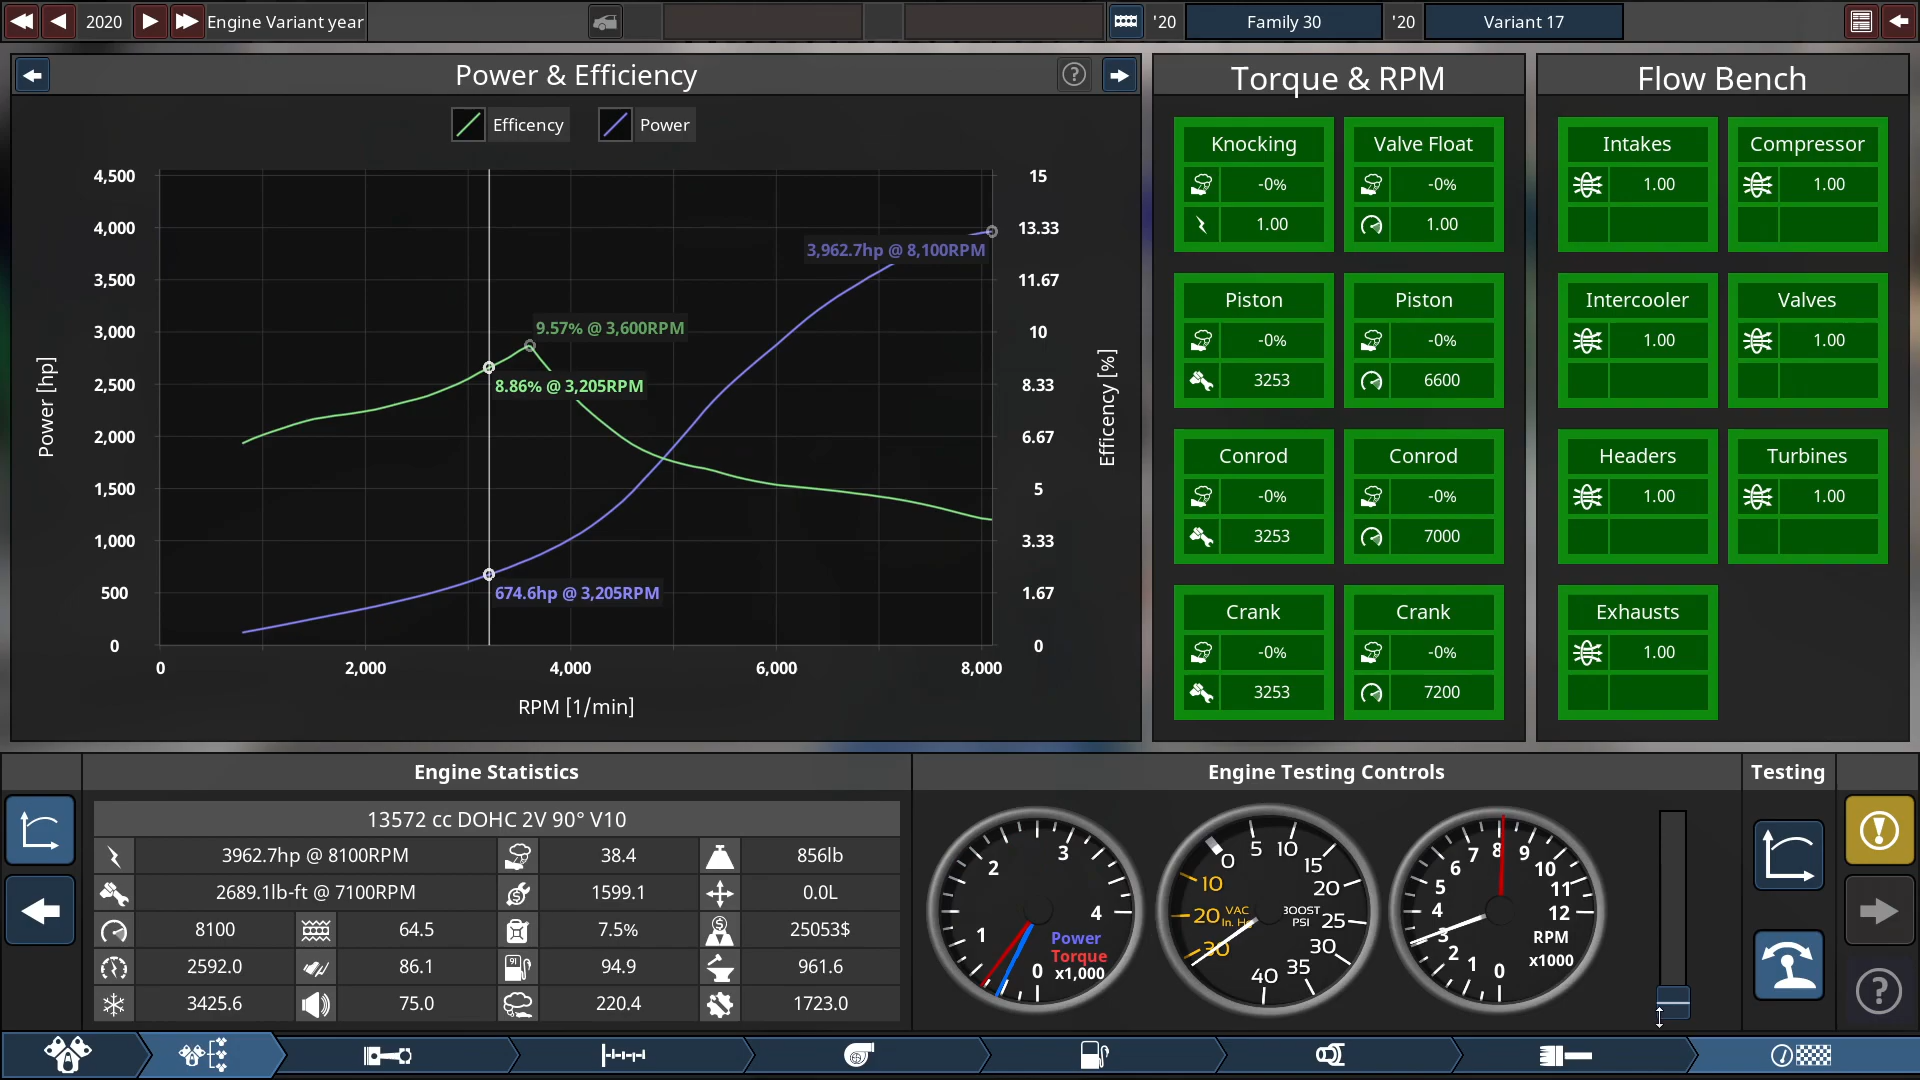 2020 Engine Variant year '20 Family 30 '20 Variant 17
Power & Efficiency ?
Efficency Power
4,500 15
4,000 13.33
3,962.7hp @ 8,100RPM
3,500 11.67
9.57% @ 3,600RPM
3,000 10
2,500 8.33
8.86% @ 3,205RPM
2,000 6.67
1,500 5
1,000 3.33
500 1.67
674.6hp @ 3,205RPM
0 0
0 2,000 4,000 6,000 8,000
RPM [1/min]
Power [hp]
Efficency [%]
Torque & RPM
Knocking Valve Float
-0% -0%
1.00 1.00
Piston Piston
-0% -0%
3253 6600
Conrod Conrod
-0% -0%
3253 7000
Crank Crank
-0% -0%
3253 7200
Flow Bench
Intakes Compressor
1.00 1.00
Intercooler Valves
1.00 1.00
Headers Turbines
1.00 1.00
Exhausts
1.00
Engine Statistics
13572 cc DOHC 2V 90° V10
3962.7hp @ 8100RPM 38.4 856lb
2689.1lb-ft @ 7100RPM 1599.1 0.0L
8100 64.5 7.5% 25053$
2592.0 86.1 91 94.9 961.6
3425.6 75.0 220.4 1723.0
Engine Testing Controls
0 1 2 3 4
Power
Torque
x1,000
30 20 10 0 5 10 15 20 25 30 35 40
VAC
In. Hg
BOOST
PSI
0 1 2 3 4 5 6 7 8 9 10 11 12
RPM
x1000
Testing
?